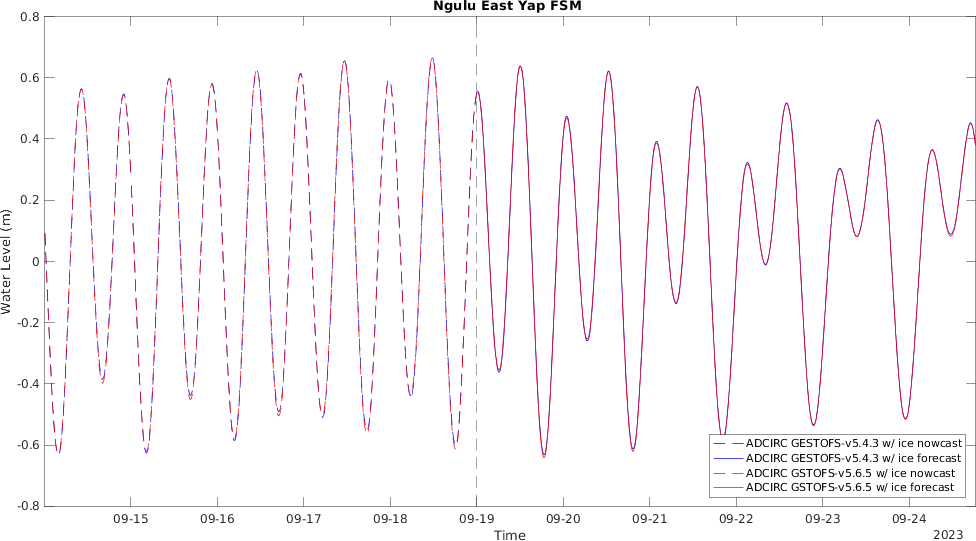 Ngulu East Yap FSM
0.8
0.6
0.4
0.2
0
-0.2
-0.4
-0.6
-0.8
Water Level (m)
ADCIRC GESTOFS-v5.4.3 w/ ice nowcast
ADCIRC GESTOFS-v5.4.3 w/ ice forecast
ADCIRC GSTOFS-v5.6.5 w/ ice nowcast
ADCIRC GSTOFS-v5.6.5 w/ ice forecast
09-15 09-16 09-17 09-18 09-19 09-20 09-21 09-22 09-23 09-24
Time
2023